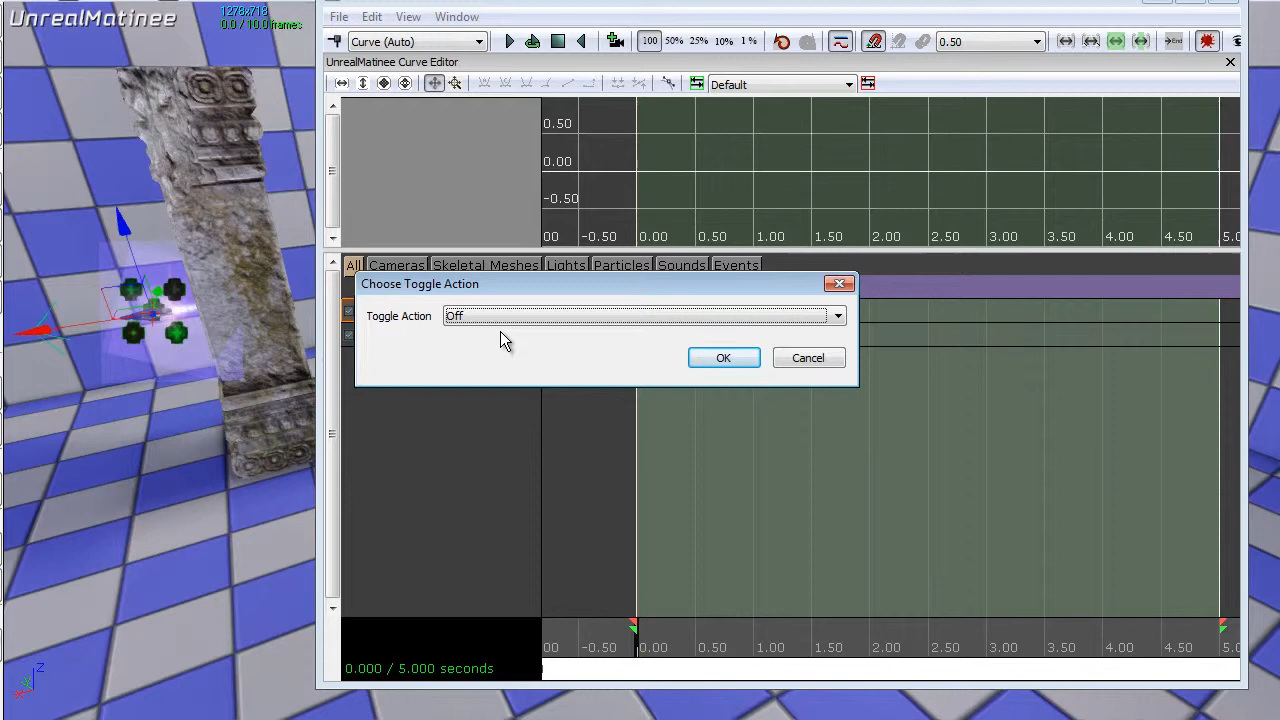 UnrealMatinee
1278x718
0.0 / 10.0 frames
File Edit View Window
Curve (Auto) 100 50% 25% 10% 1% 0.50
UnrealMatinee Curve Editor
Default
0.50
0.00
-0.50
00 -0.50 0.00 0.50 1.00 1.50 2.00 2.50 3.00 3.50 4.00 4.50 5.0
All Cameras Skeletal Meshes Lights Particles Sounds Events
Choose Toggle Action
Toggle Action Off
OK Cancel
00 -0.50 0.00 0.50 1.00 1.50 2.00 2.50 3.00 3.50 4.00 4.50 5.0
0.000 / 5.000 seconds
Z
Y
X